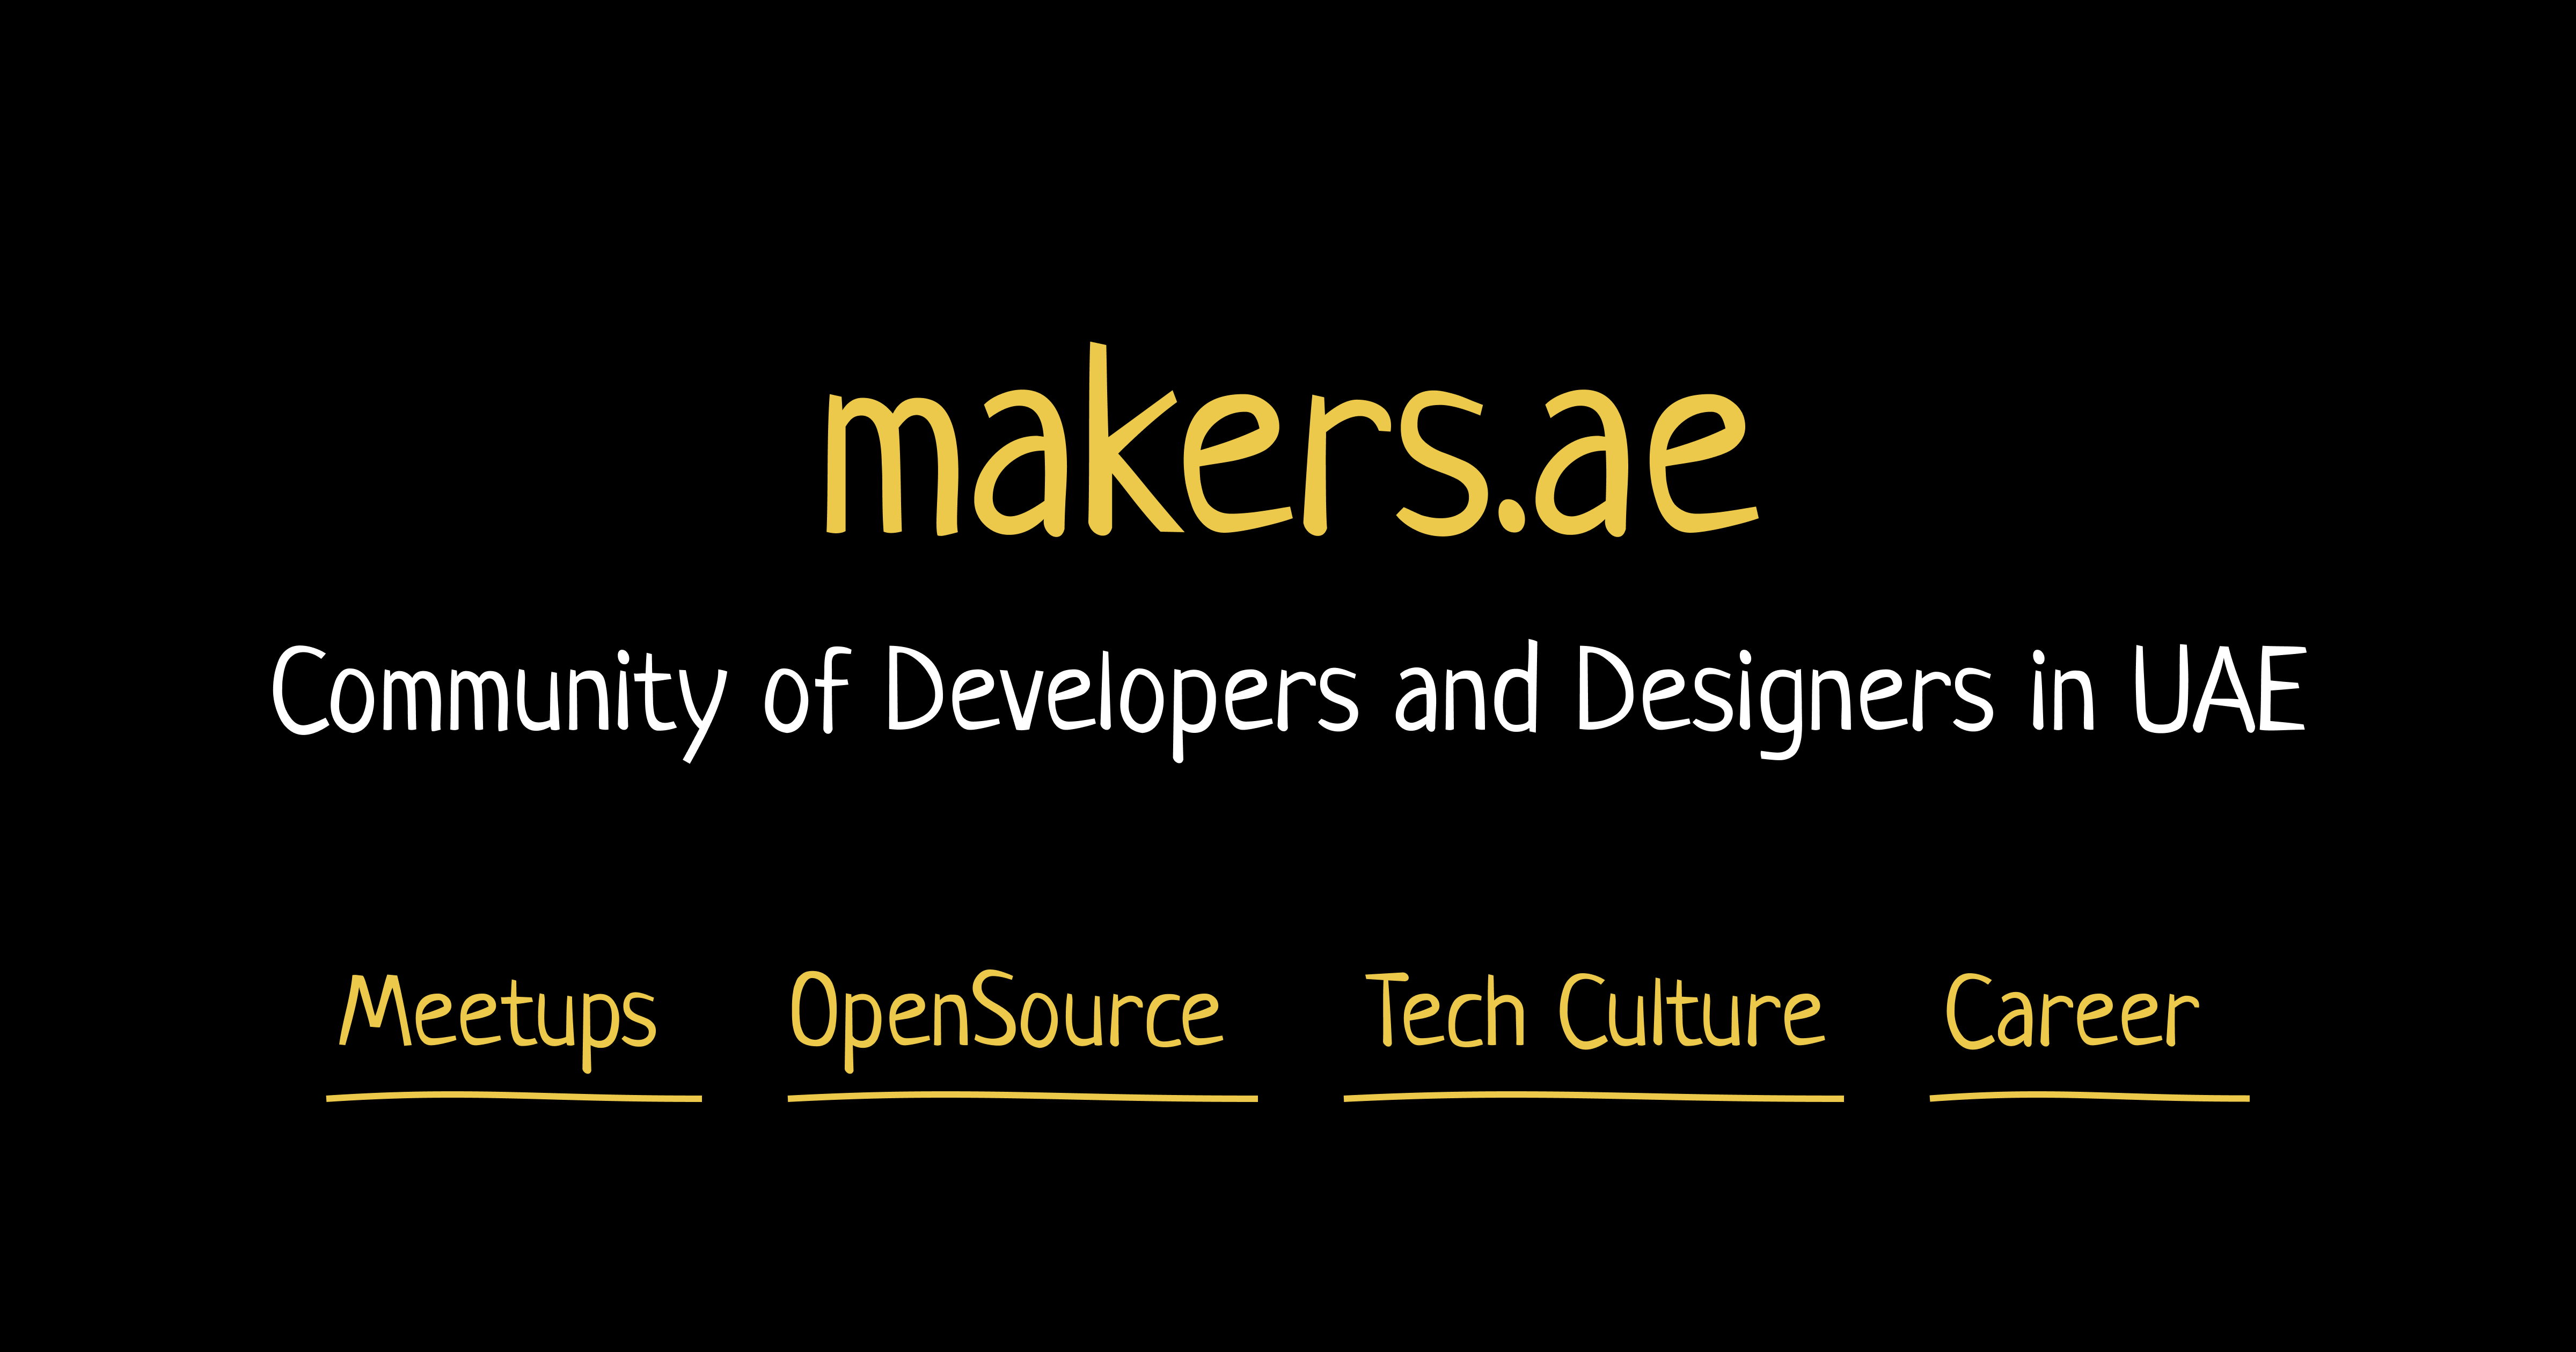 makers.ae
Community of Developers and Designers in UAE
Meetups OpenSource Tech Culture Career